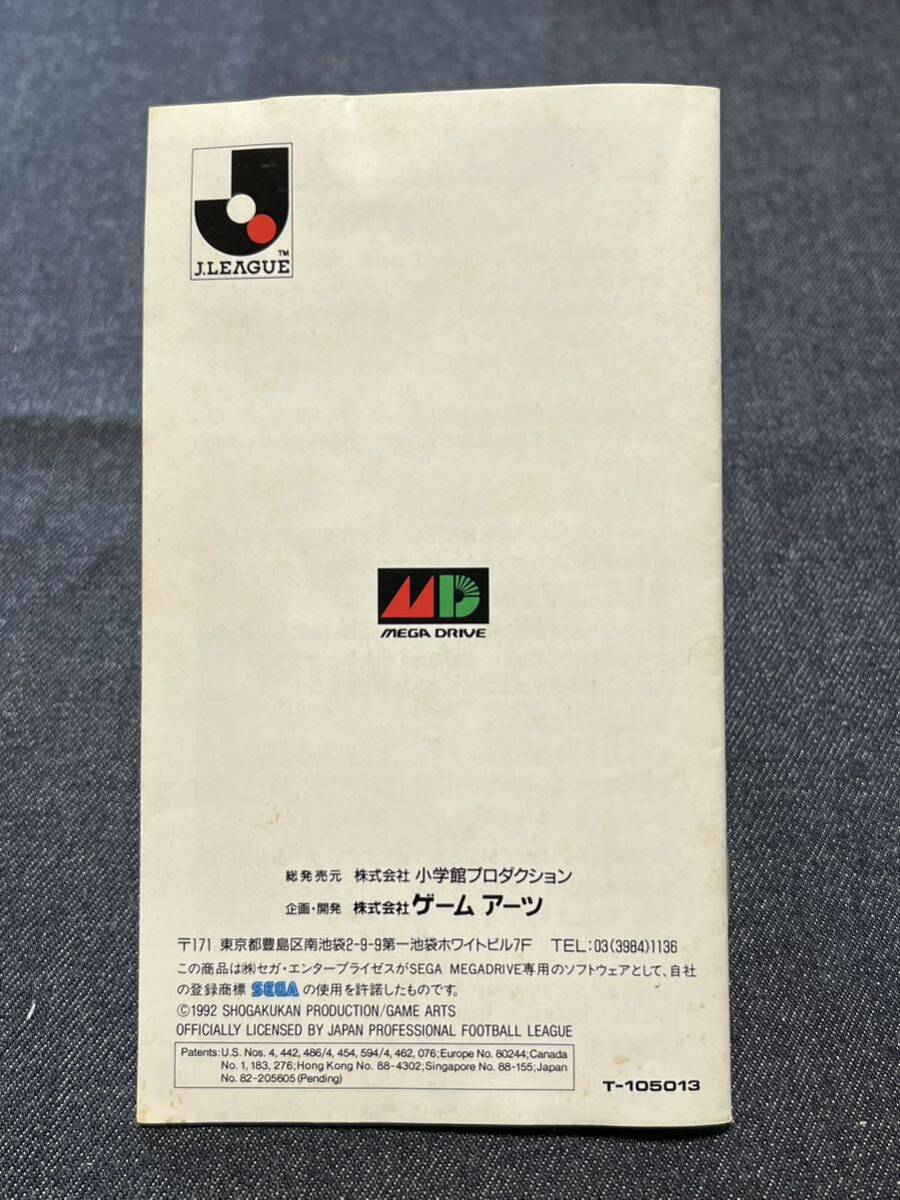 J.LEAGUE™
MEGA DRIVE
総発売元 株式会社 小学館プロダクション
企画・開発 株式会社 ゲーム アーツ
〒171 東京都豊島区南池袋2-9-9第一池袋ホワイトビル7F TEL:03(3984)1136
この商品は㈱セガ・エンタープライゼスがSEGA MEGADRIVE専用のソフトウェアとして、自社
の登録商標 SEGA の使用を許諾したものです。
©1992 SHOGAKUKAN PRODUCTION/GAME ARTS
OFFICIALLY LICENSED BY JAPAN PROFESSIONAL FOOTBALL LEAGUE
Patents:U.S. Nos. 4, 442, 486/4, 454, 594/4, 462, 076;Europe No. 80244;Canada
No. 1, 183, 276;Hong Kong No. 88-4302;Singapore No. 88-155;Japan
No. 82-205605 (Pending)
T-105013